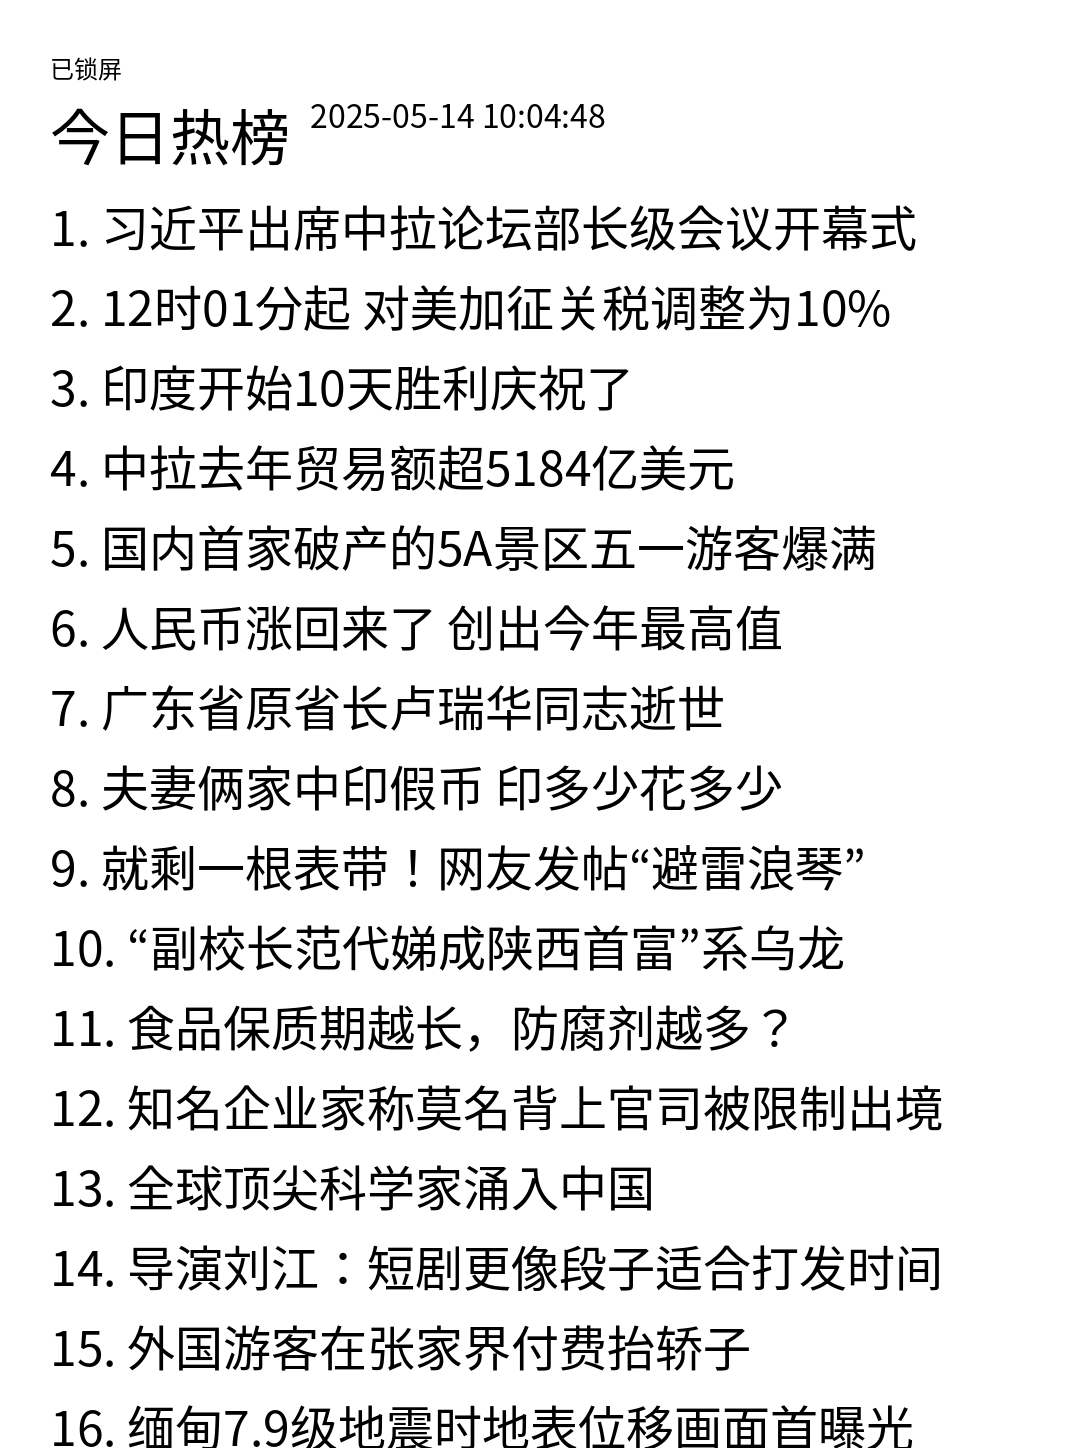 已锁屏
今日热榜 2025-05-14 10:04:48
1. 习近平出席中拉论坛部长级会议开幕式
2. 12时01分起 对美加征关税调整为10%
3. 印度开始10天胜利庆祝了
4. 中拉去年贸易额超5184亿美元
5. 国内首家破产的5A景区五一游客爆满
6. 人民币涨回来了 创出今年最高值
7. 广东省原省长卢瑞华同志逝世
8. 夫妻俩家中印假币 印多少花多少
9. 就剩一根表带！网友发帖“避雷浪琴”
10. “副校长范代娣成陕西首富”系乌龙
11. 食品保质期越长，防腐剂越多？
12. 知名企业家称莫名背上官司被限制出境
13. 全球顶尖科学家涌入中国
14. 导演刘江：短剧更像段子适合打发时间
15. 外国游客在张家界付费抬轿子
16. 缅甸7.9级地震时地表位移画面首曝光